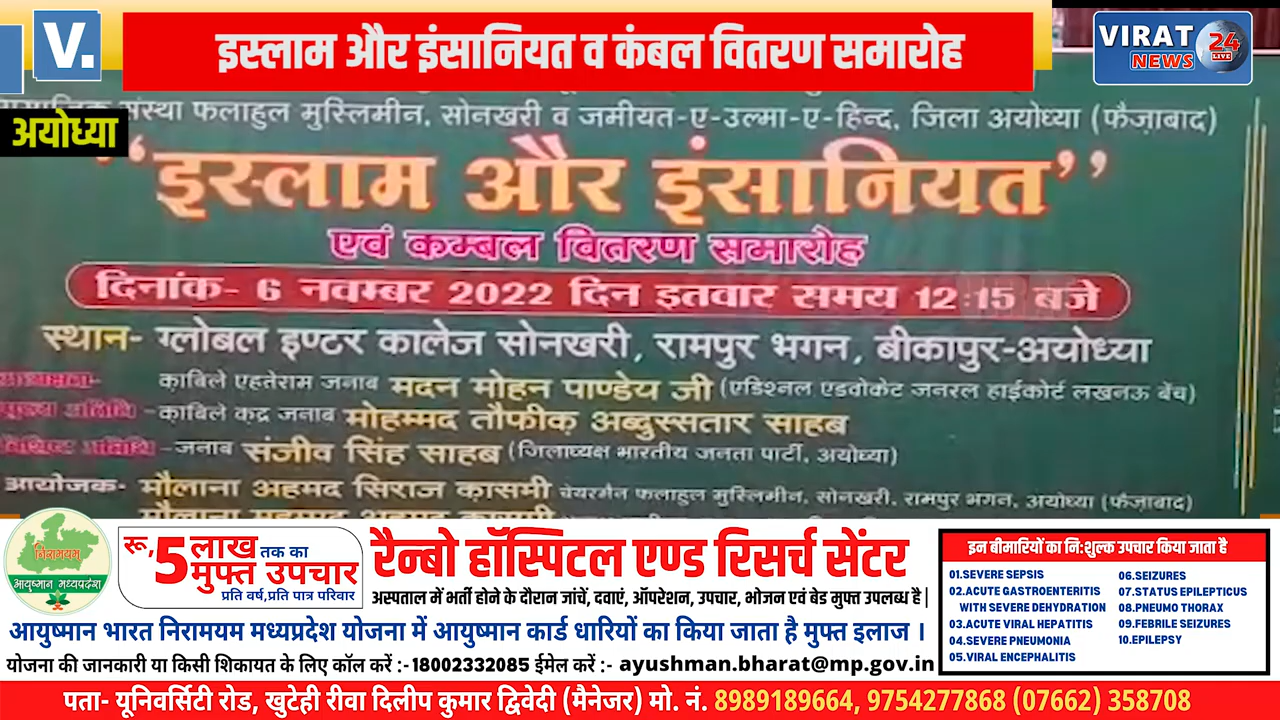 V.
इस्लाम और इंसानियत व कंबल वितरण समारोह
VIRAT
NEWS
24
LIVE
अयोध्या
संस्था फलाहुल मुस्लिमीन, सोनखरी व जमीयत-ए-उल्मा-ए-हिन्द, जिला अयोध्या (फैज़ाबाद)
“इस्लाम और इंसानियत”
एवं कम्बल वितरण समारोह
दिनांक- 6 नवम्बर 2022 दिन इतवार समय 12:15 बजे
स्थान- ग्लोबल इण्टर कालेज सोनखरी, रामपुर भगन, बीकापुर-अयोध्या
क़ाबिले एहतेराम जनाब मदन मोहन पाण्डेय जी (एडिश्नल एडवोकेट जनरल हाईकोर्ट लखनऊ बेंच)
मुख्य अतिथि -क़ाबिले कद्र जनाब मोहम्मद तौफीक़ अब्दुस्सतार साहब
विशिष्ट अतिथि -जनाब संजीव सिंह साहब (जिलाध्यक्ष भारतीय जनता पार्टी, अयोध्या)
आयोजक- मौलाना अहमद सिराज क़ासमी चेयरमैन फलाहुल मुस्लिमीन, सोनखरी, रामपुर भगन, अयोध्या (फैज़ाबाद)
निरामयम्
आयुष्मान मध्यप्रदेश
रू,5 लाख तक का
मुफ्त उपचार
प्रति वर्ष,प्रति पात्र परिवार
रैन्बो हॉस्पिटल एण्ड रिसर्च सेंटर
अस्पताल में भर्ती होने के दौरान जांचें, दवाएं, ऑपरेशन, उपचार, भोजन एवं बेड मुफ्त उपलब्ध है|
आयुष्मान भारत निरामयम मध्यप्रदेश योजना में आयुष्मान कार्ड धारियों का किया जाता है मुफ्त इलाज ।
योजना की जानकारी या किसी शिकायत के लिए कॉल करें :- 18002332085 ईमेल करें :- ayushman.bharat@mp.gov.in
इन बीमारियों का नि:शुल्क उपचार किया जाता है
01.SEVERE SEPSIS
02.ACUTE GASTROENTERITIS
WITH SEVERE DEHYDRATION
03.ACUTE VIRAL HEPATITIS
04.SEVERE PNEUMONIA
05.VIRAL ENCEPHALITIS
06.SEIZURES
07.STATUS EPILEPTICUS
08.PNEUMO THORAX
09.FEBRILE SEIZURES
10.EPILEPSY
पता- यूनिवर्सिटी रोड, खुटेही रीवा दिलीप कुमार द्विवेदी (मैनेजर) मो. नं. 8989189664, 9754277868 (07662) 358708